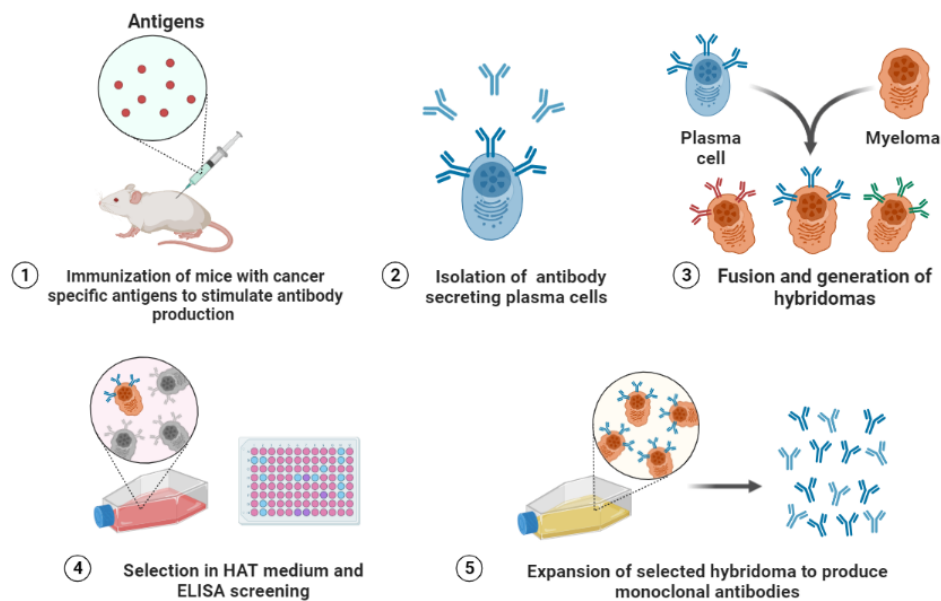 Antigens
1
Immunization of mice with cancer
specific antigens to stimulate antibody
production
2
Isolation of antibody
secreting plasma cells
Plasma
cell
Myeloma
3
Fusion and generation of
hybridomas
4
Selection in HAT medium and
ELISA screening
5
Expansion of selected hybridoma to produce
monoclonal antibodies